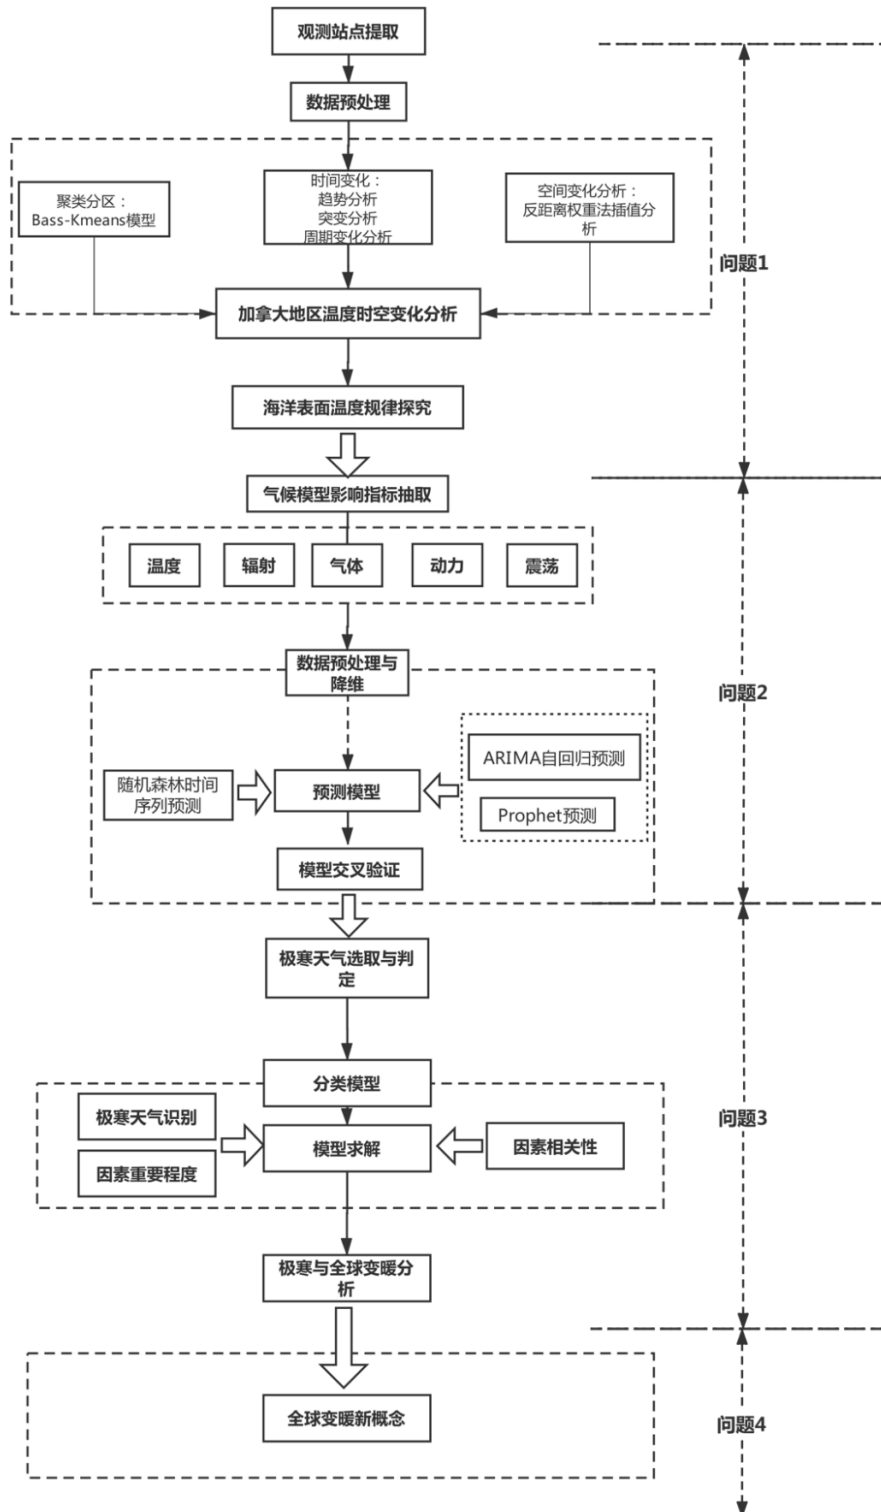 观测站点提取
数据预处理
聚类分区：
Bass-Kmeans模型
时间变化：
趋势分析
突变分析
周期变化分析
空间变化分析：
反距离权重法插值分
析
问题1
加拿大地区温度时空变化分析
海洋表面温度规律探究
气候模型影响指标抽取
温度
辐射
气体
动力
震荡
数据预处理与
降维
问题2
ARIMA自回归预测
随机森林时间
序列预测
预测模型
Prophet预测
模型交叉验证
极寒天气选取与判
定
分类模型
极寒天气识别
问题3
模型求解
因素相关性
因素重要程度
极寒与全球变暖分
析
全球变暖新概念
问题4